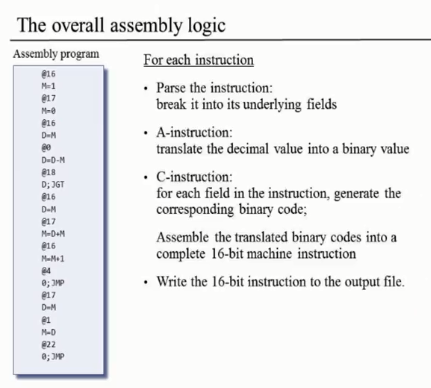 The overall assembly logic
Assembly program
@16
M=1
@17
M=0
@16
D=M
@0
D=D-M
@18
D;JGT
@16
D=M
@17
M=D+M
@16
M=M+1
@4
0;JMP
@17
D=M
@1
M=D
@22
0;JMP
For each instruction
• Parse the instruction:
break it into its underlying fields
• A-instruction:
translate the decimal value into a binary value
• C-instruction:
for each field in the instruction, generate the
corresponding binary code;
Assemble the translated binary codes into a
complete 16-bit machine instruction
• Write the 16-bit instruction to the output file.